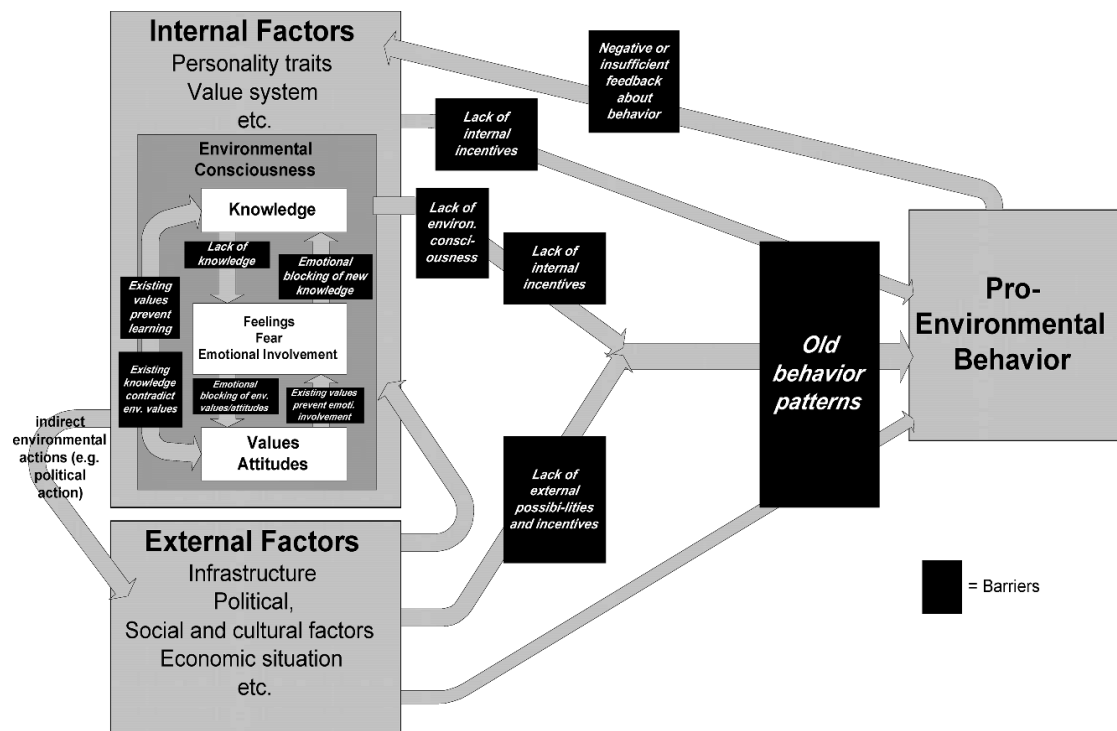 Internal Factors
Personality traits
Value system
etc.
Environmental
Consciousness
Knowledge
Lack of
knowledge
Emotional
blocking of new
knowledge
Existing
values
prevent
learning
Feelings
Fear
Emotional Involvement
Existing
knowledge
contradict
env. values
Emotional
blocking of env.
values/attitudes
Existing values
prevent emoti.
involvement
Values
Attitudes
indirect
environmental
actions (e.g.
political
action)
External Factors
Infrastructure
Political,
Social and cultural factors
Economic situation
etc.
Negative or
insufficient
feedback
about
behavior
Lack of
internal
incentives
Lack of
environ.
consci-
ousness
Lack of
internal
incentives
Lack of
external
possibi-lities
and incentives
Old
behavior
patterns
Pro-
Environmental
Behavior
= Barriers